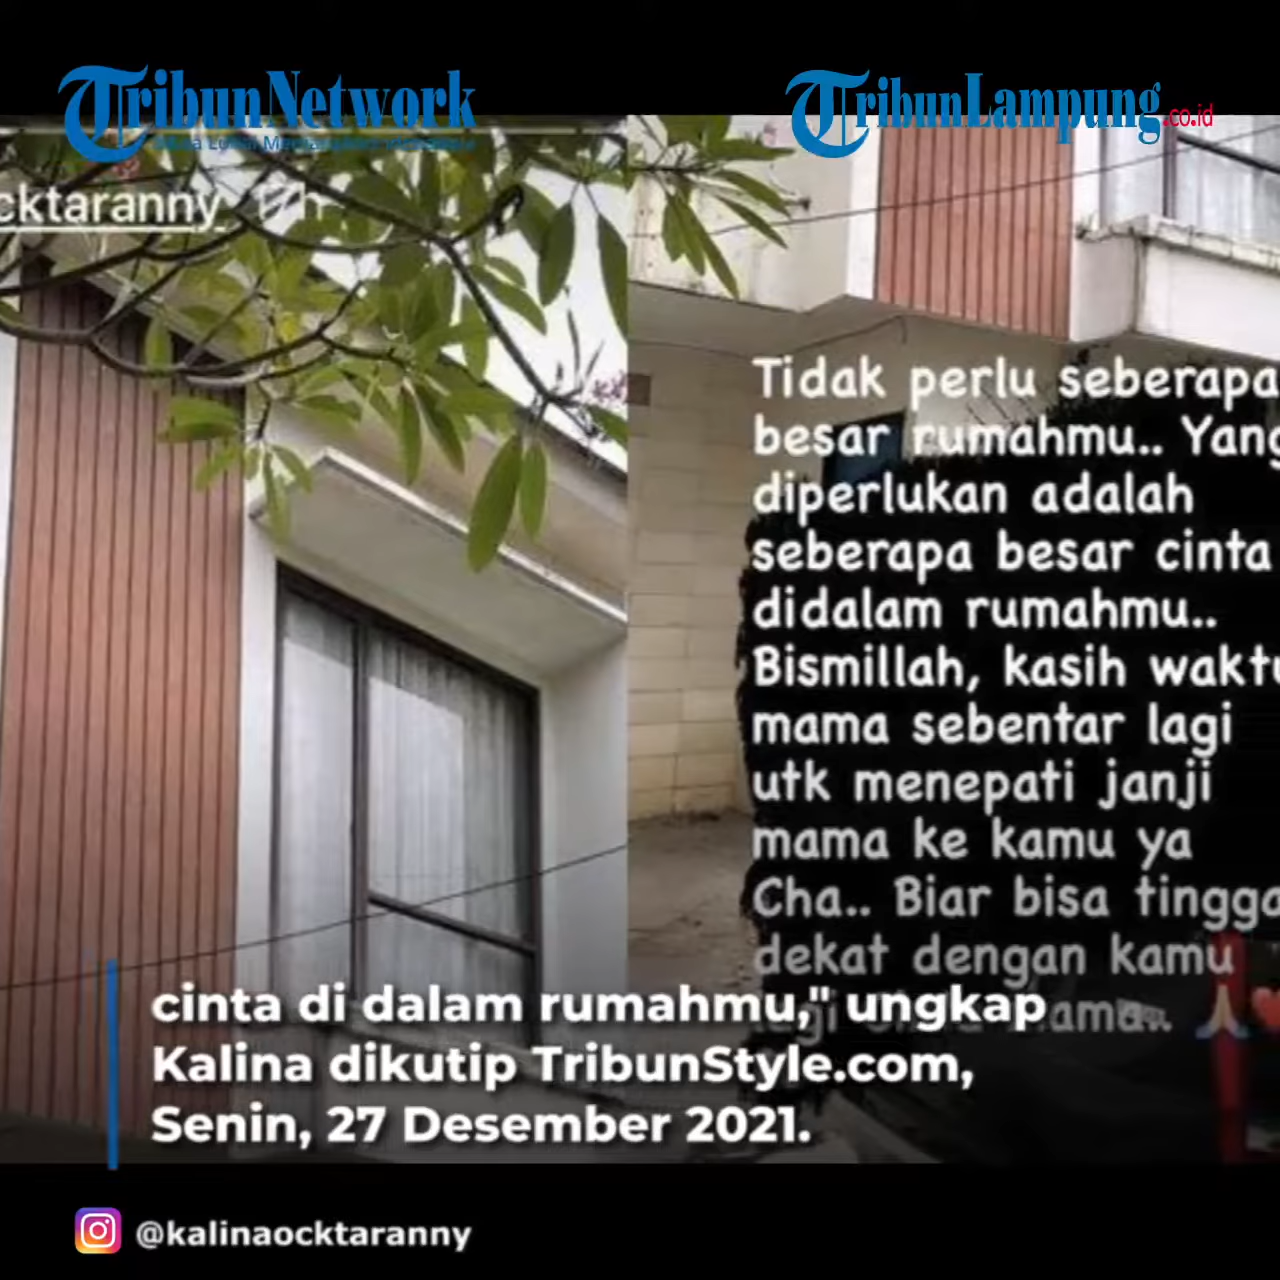 TribunNetwork
TribunLampung.co.id
cktaranny 17h
Tidak perlu seberapa
besar rumahmu.. Yang
diperlukan adalah
seberapa besar cinta
didalam rumahmu..
Bismillah, kasih waktu
mama sebentar lagi
utk menepati janji
mama ke kamu ya
Cha.. Biar bisa tingga
dekat dengan kamu
lagi
cinta di dalam rumahmu," ungkap
Kalina dikutip TribunStyle.com,
Senin, 27 Desember 2021.
@kalinaocktaranny